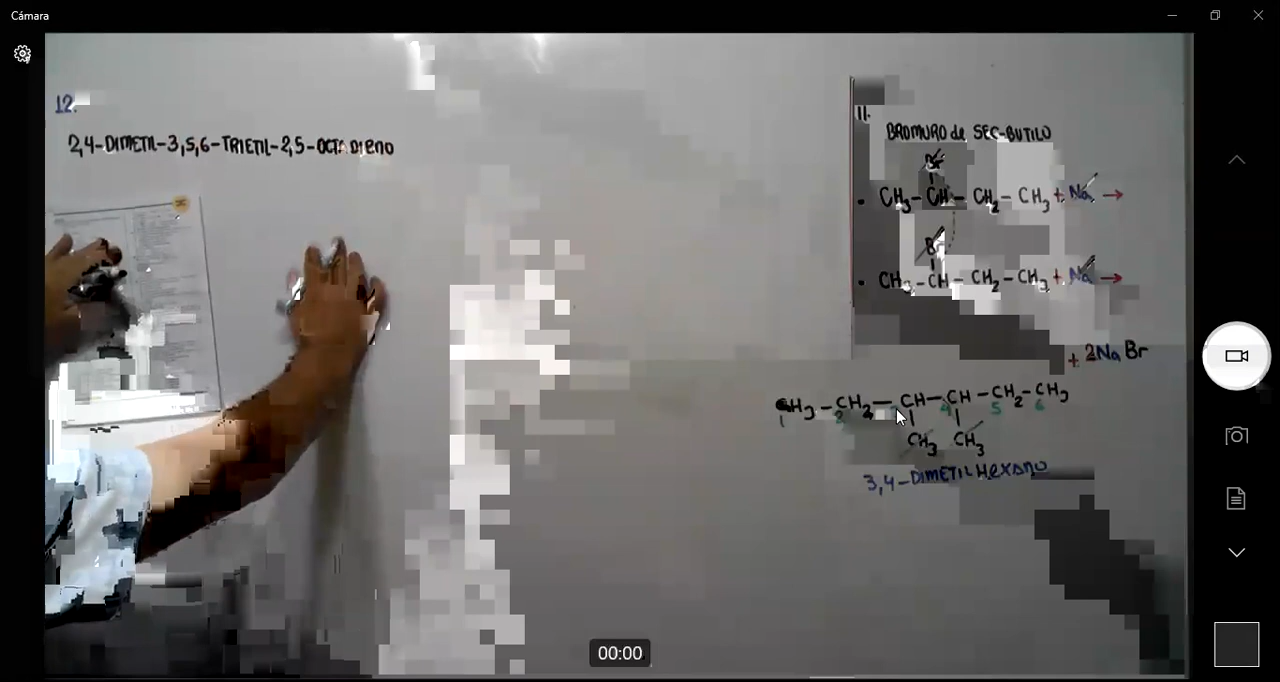 Cámara
12.
2,4-DIMETIL-3,5,6-TRIETIL-2,5-OCTADIENO
11.
BROMURO de SEC-BUTILO
Br
CH3-CH-CH2-CH3 + Na →
Br
CH3-CH-CH2-CH3 + Na →
+ 2NaBr
CH3-CH2-CH-CH-CH2-CH3
1 2 4 5 6
CH3 CH3
3,4-DIMETILHEXANO
00:00